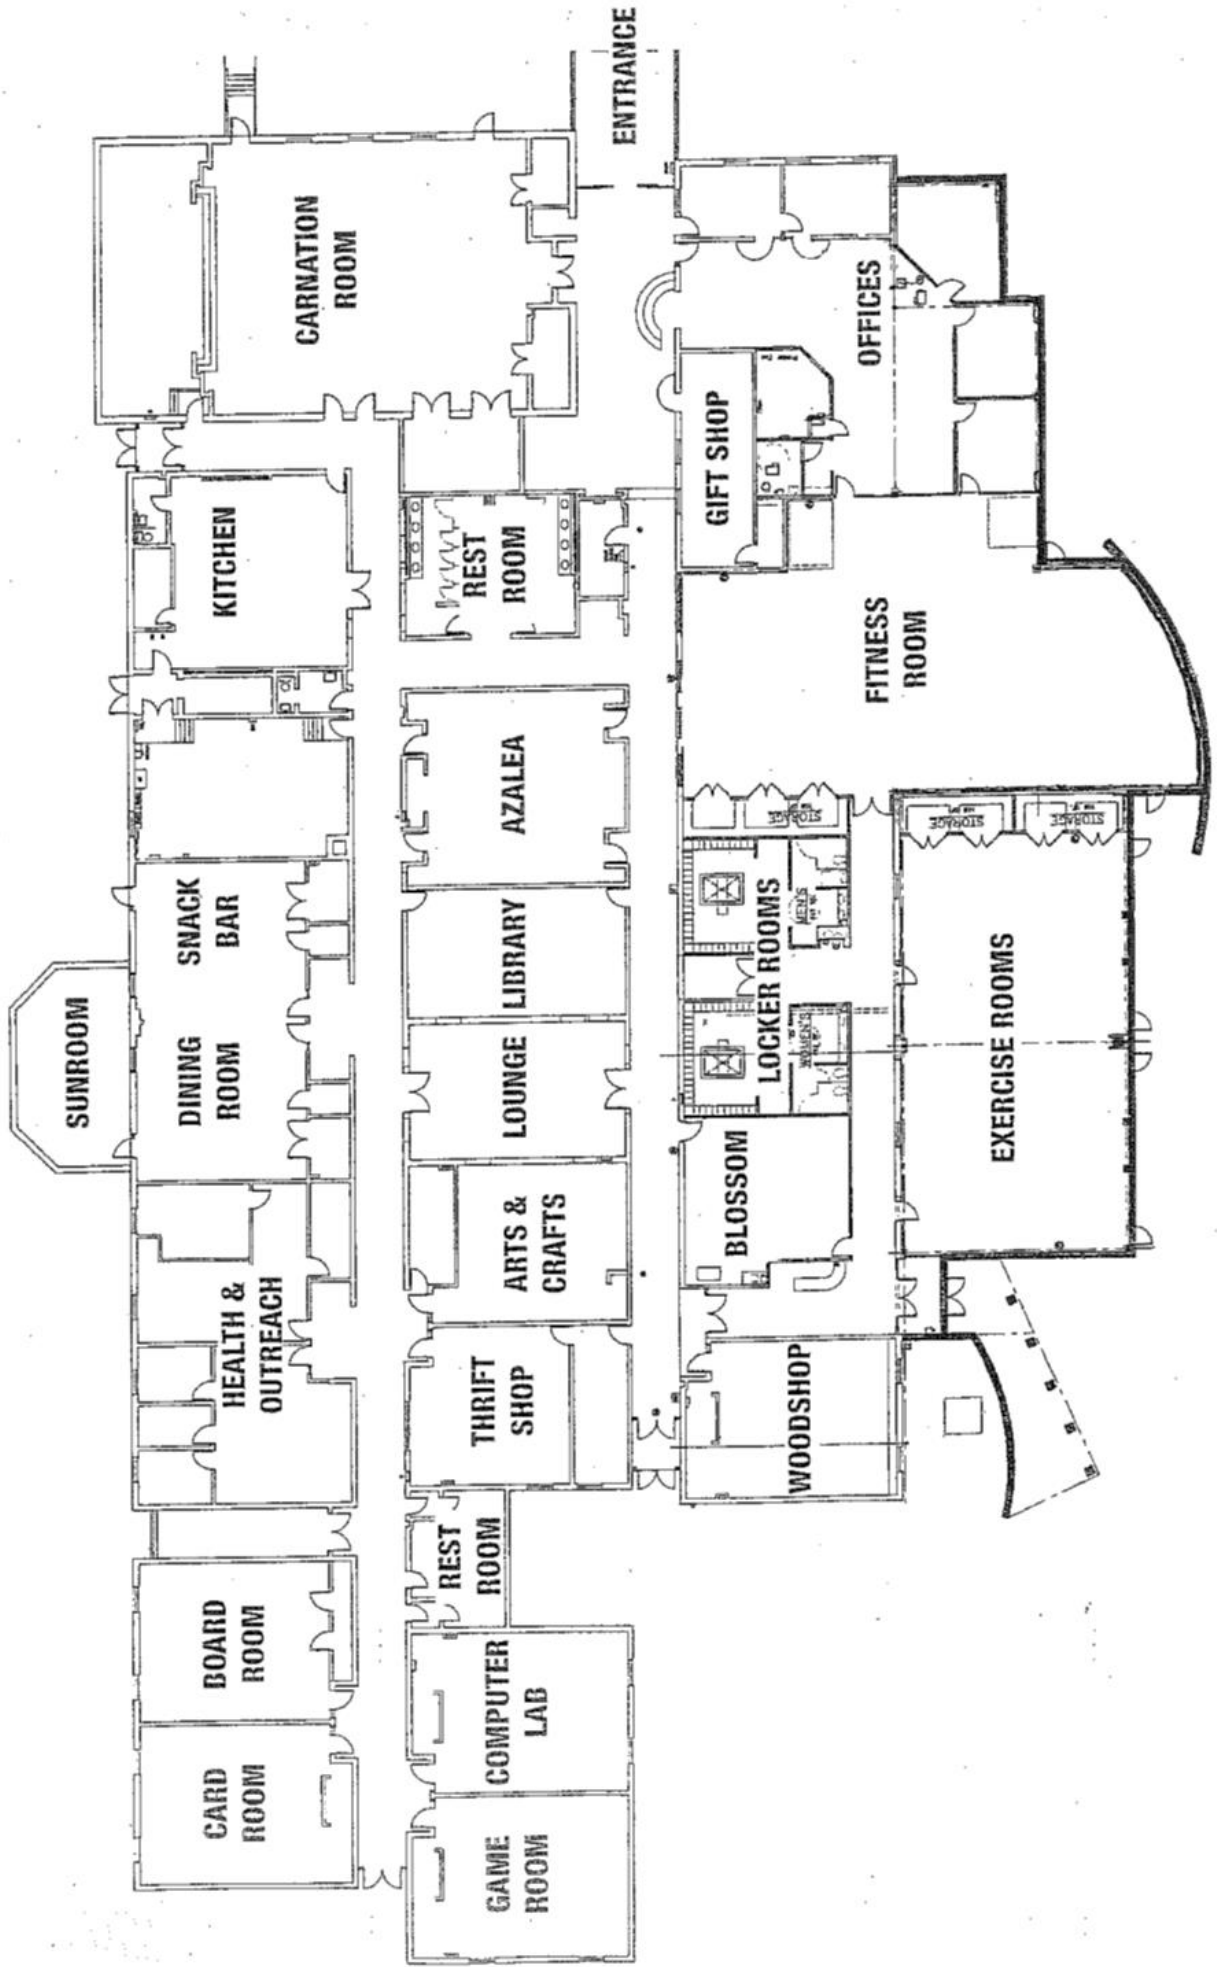 SUNROOM
CARD
ROOM
BOARD
ROOM
HEALTH &
OUTREACH
DINING
ROOM
SNACK
BAR
KITCHEN
CARNATION
ROOM
GAME
ROOM
COMPUTER
LAB
REST
ROOM
THRIFT
SHOP
ARTS &
CRAFTS
LOUNGE
LIBRARY
AZALEA
REST
ROOM
ENTRANCE
WOODSHOP
BLOSSOM
LOCKER ROOMS
WOMEN'S
MEN'S
STORAGE
GIFT SHOP
OFFICES
FITNESS
ROOM
EXERCISE ROOMS
STORAGE
STORAGE